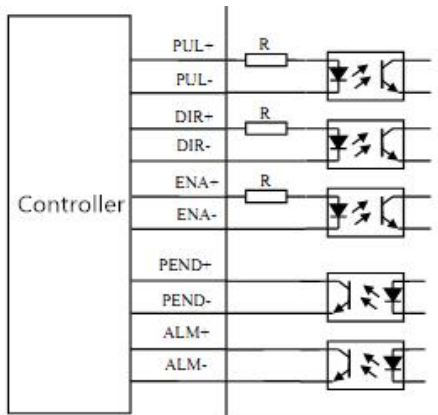 PUL+
R
PUL-
DIR+
R
DIR-
ENA+
R
Controller
ENA-
PEND+
PEND-
ALM+
ALM-